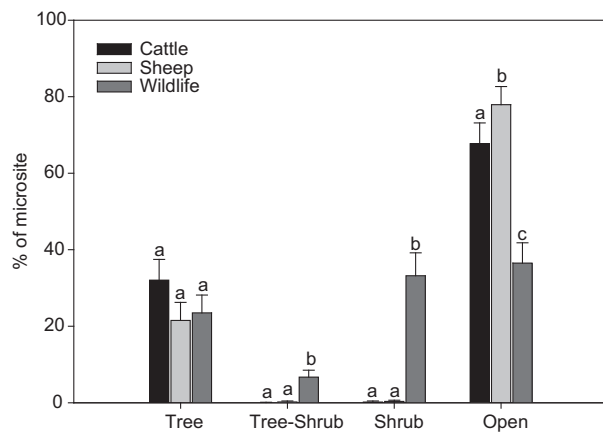 100
80
60
40
20
0
% of microsite
Cattle
Sheep
Wildlife
a
a
a
a
a
b
a
a
b
a
b
c
Tree
Tree-Shrub
Shrub
Open